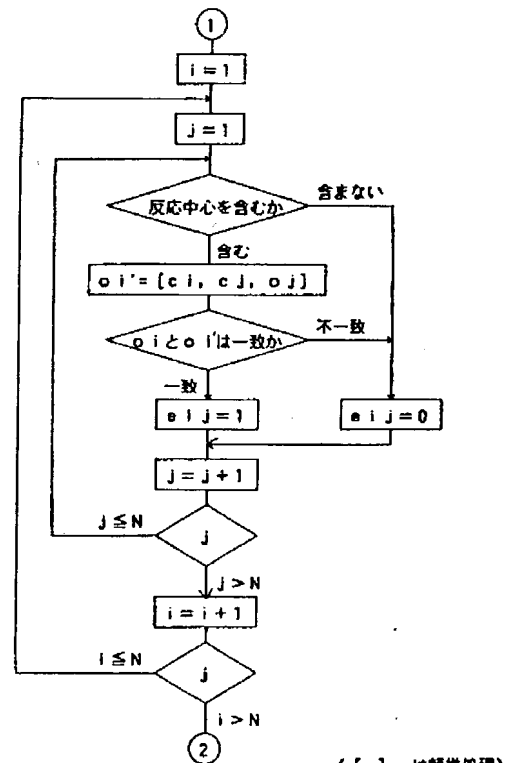 1
i = 1
j = 1
反応中心を含むか
含まない
含む
o i' = [c i, c j, o j]
o i と o i' は一致か
不一致
一致
e i j = 1
e i j = 0
j = j + 1
j ≦ N
j
j > N
i = i + 1
i ≦ N
j
i > N
2